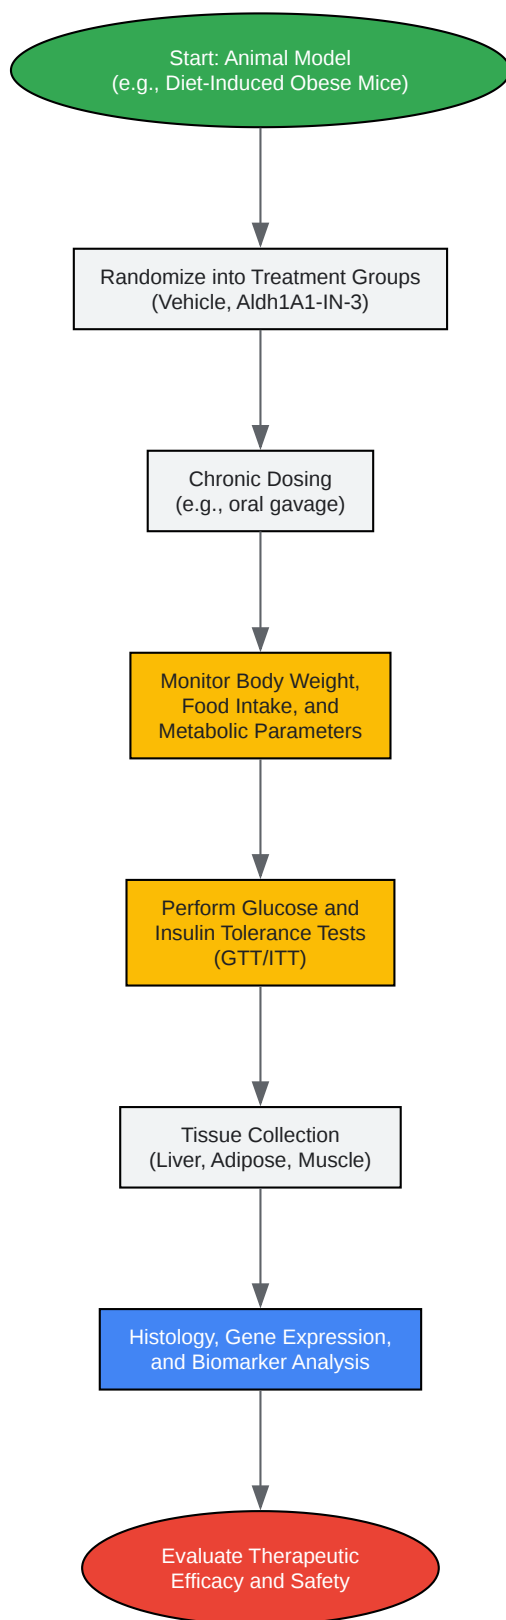 Start: Animal Model
(e.g., Diet-Induced Obese Mice)
Randomize into Treatment Groups
(Vehicle, Aldh1A1-IN-3)
Chronic Dosing
(e.g., oral gavage)
Monitor Body Weight,
Food Intake, and
Metabolic Parameters
Perform Glucose and
Insulin Tolerance Tests
(GTT/ITT)
Tissue Collection
(Liver, Adipose, Muscle)
Histology, Gene Expression,
and Biomarker Analysis
Evaluate Therapeutic
Efficacy and Safety